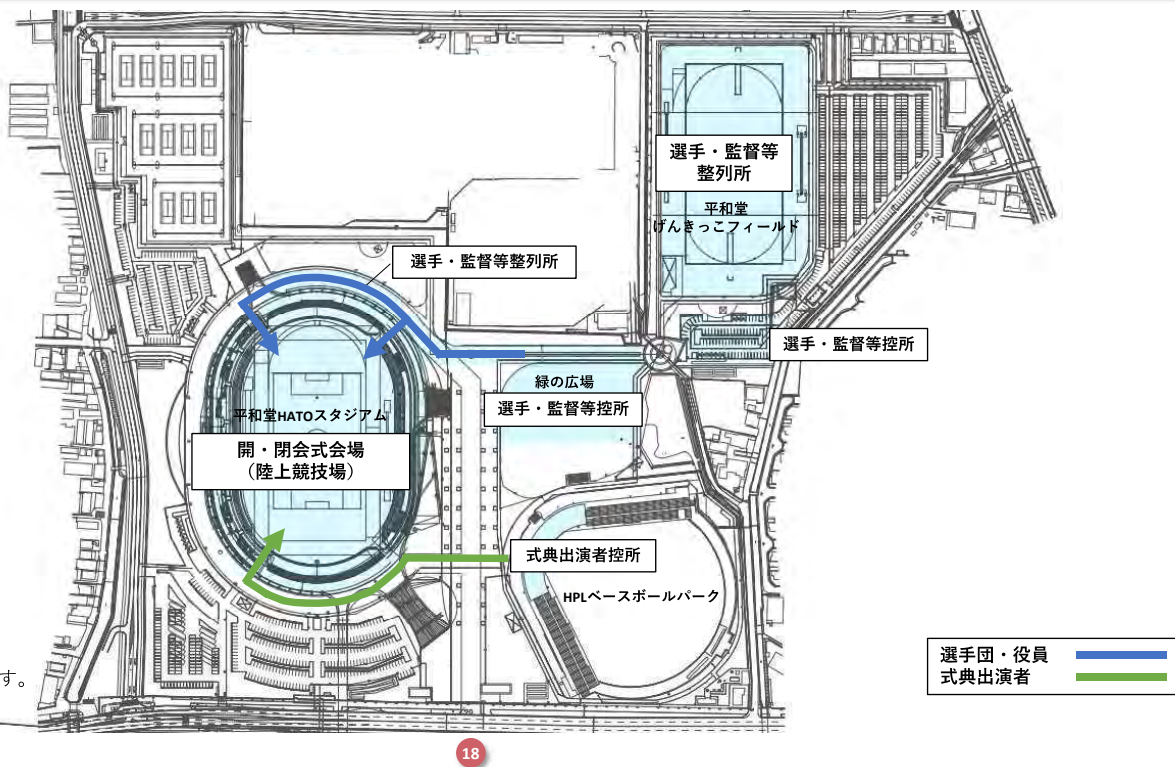 選手・監督等
整列所
平和堂
げんきっこフィールド
選手・監督等整列所
選手・監督等控所
緑の広場
選手・監督等控所
平和堂HATOスタジアム
開・閉会式会場
（陸上競技場）
式典出演者控所
HPLベースボールパーク
選手団・役員
式典出演者
す。
18